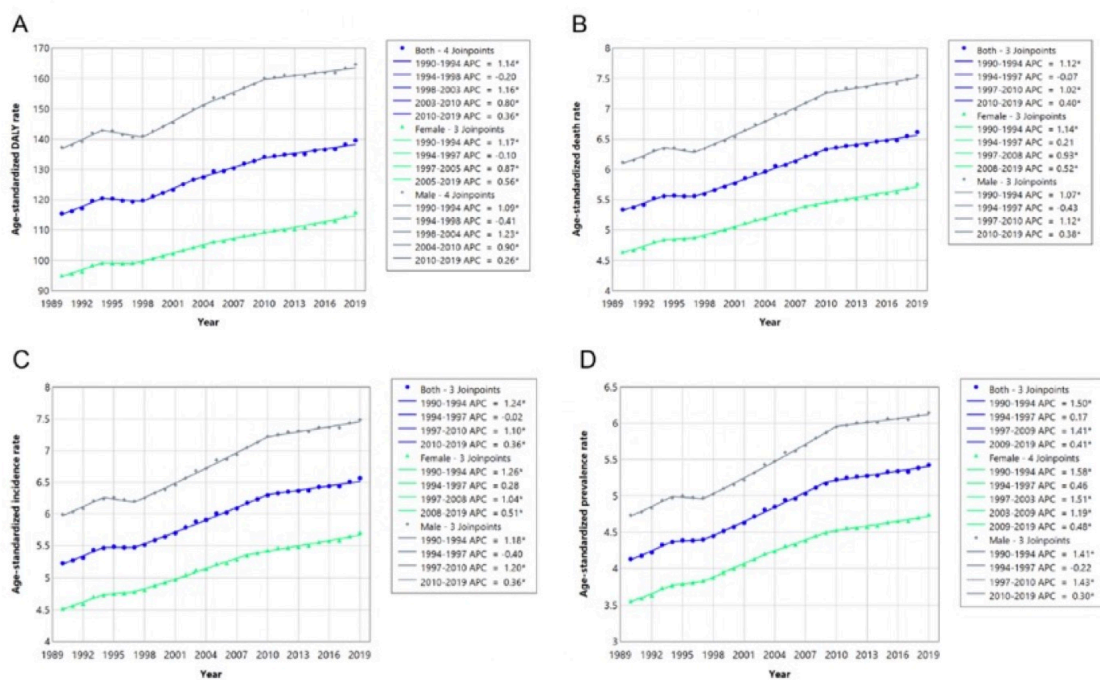 A
Age-standardized DALY rate
170
160
150
140
130
120
110
100
90
1989 1992 1995 1998 2001 2004 2007 2010 2013 2016 2019
Year
Both - 4 Joinpoints
1990-1994 APC = 1.14*
1994-1998 APC = -0.20
1998-2003 APC = 1.16*
2003-2010 APC = 0.80*
2010-2019 APC = 0.36*
Female - 3 Joinpoints
1990-1994 APC = 1.17*
1994-1997 APC = -0.10
1997-2005 APC = 0.87*
2005-2019 APC = 0.56*
Male - 4 Joinpoints
1990-1994 APC = 1.09*
1994-1998 APC = -0.41
1998-2004 APC = 1.23*
2004-2010 APC = 0.90*
2010-2019 APC = 0.26*
B
Age-standardized death rate
8
7.5
7
6.5
6
5.5
5
4.5
4
1989 1992 1995 1998 2001 2004 2007 2010 2013 2016 2019
Year
Both - 3 Joinpoints
1990-1994 APC = 1.12*
1994-1997 APC = -0.07
1997-2010 APC = 1.02*
2010-2019 APC = 0.40*
Female - 3 Joinpoints
1990-1994 APC = 1.14*
1994-1997 APC = 0.21
1997-2008 APC = 0.93*
2008-2019 APC = 0.52*
Male - 3 Joinpoints
1990-1994 APC = 1.07*
1994-1997 APC = -0.43
1997-2010 APC = 1.12*
2010-2019 APC = 0.38*
C
Age-standardized incidence rate
8
7.5
7
6.5
6
5.5
5
4.5
4
1989 1992 1995 1998 2001 2004 2007 2010 2013 2016 2019
Year
Both - 3 Joinpoints
1990-1994 APC = 1.24*
1994-1997 APC = -0.02
1997-2010 APC = 1.10*
2010-2019 APC = 0.36*
Female - 3 Joinpoints
1990-1994 APC = 1.26*
1994-1997 APC = 0.28
1997-2008 APC = 1.04*
2008-2019 APC = 0.51*
Male - 3 Joinpoints
1990-1994 APC = 1.18*
1994-1997 APC = -0.40
1997-2010 APC = 1.20*
2010-2019 APC = 0.36*
D
Age-standardized prevalence rate
6.5
6
5.5
5
4.5
4
3.5
3
1989 1992 1995 1998 2001 2004 2007 2010 2013 2016 2019
Year
Both - 3 Joinpoints
1990-1994 APC = 1.50*
1994-1997 APC = 0.17
1997-2009 APC = 1.41*
2009-2019 APC = 0.41*
Female - 4 Joinpoints
1990-1994 APC = 1.58*
1994-1997 APC = 0.46
1997-2003 APC = 1.51*
2003-2009 APC = 1.19*
2009-2019 APC = 0.48*
Male - 3 Joinpoints
1990-1994 APC = 1.41*
1994-1997 APC = -0.22
1997-2010 APC = 1.43*
2010-2019 APC = 0.30*